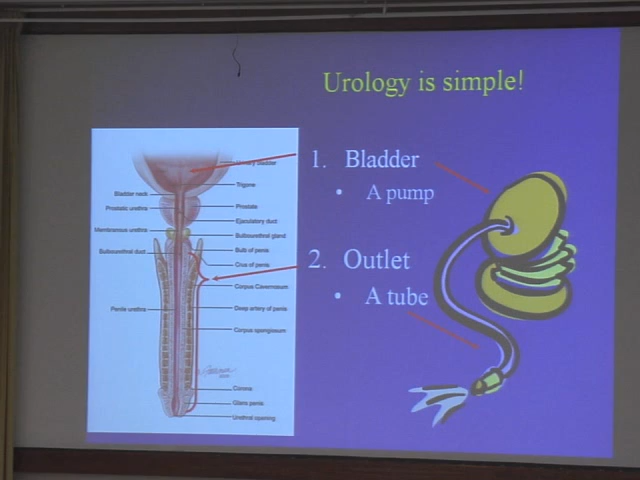 Urology is simple!
1. Bladder
• A pump
2. Outlet
• A tube
bladder
Trigone
Bladder neck
Prostatic urethra
Prostate
Ejaculatory duct
Membranous urethra
Bulbourethral gland
Bulbourethral duct
Bulb of penis
Crus of penis
Corpus Cavernosum
Penile urethra
Deep artery of penis
Corpus spongiosum
Corona
Glans penis
Urethral opening